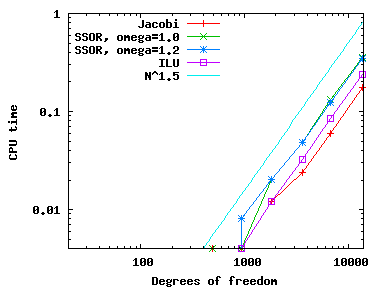 1
Jacobi
SSOR, omega=1.0
SSOR, omega=1.2
ILU
N^1.5
0.1
CPU time
0.01
100
1000
10000
Degrees of freedom